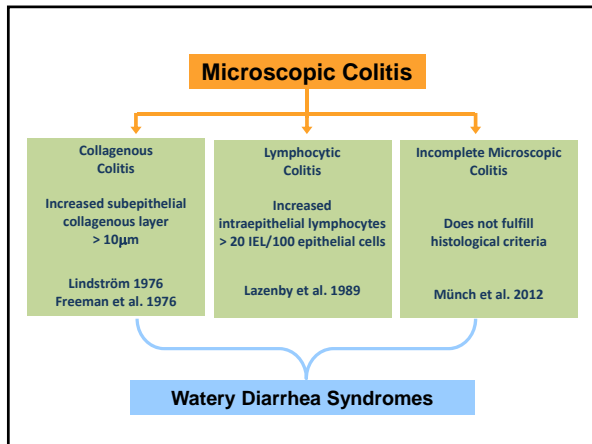 Microscopic Colitis
Collagenous
Colitis
Increased subepithelial
collagenous layer
> 10µm
Lindström 1976
Freeman et al. 1976
Lymphocytic
Colitis
Increased
intraepithelial lymphocytes
> 20 IEL/100 epithelial cells
Lazenby et al. 1989
Incomplete Microscopic
Colitis
Does not fulfill
histological criteria
Münch et al. 2012
Watery Diarrhea Syndromes